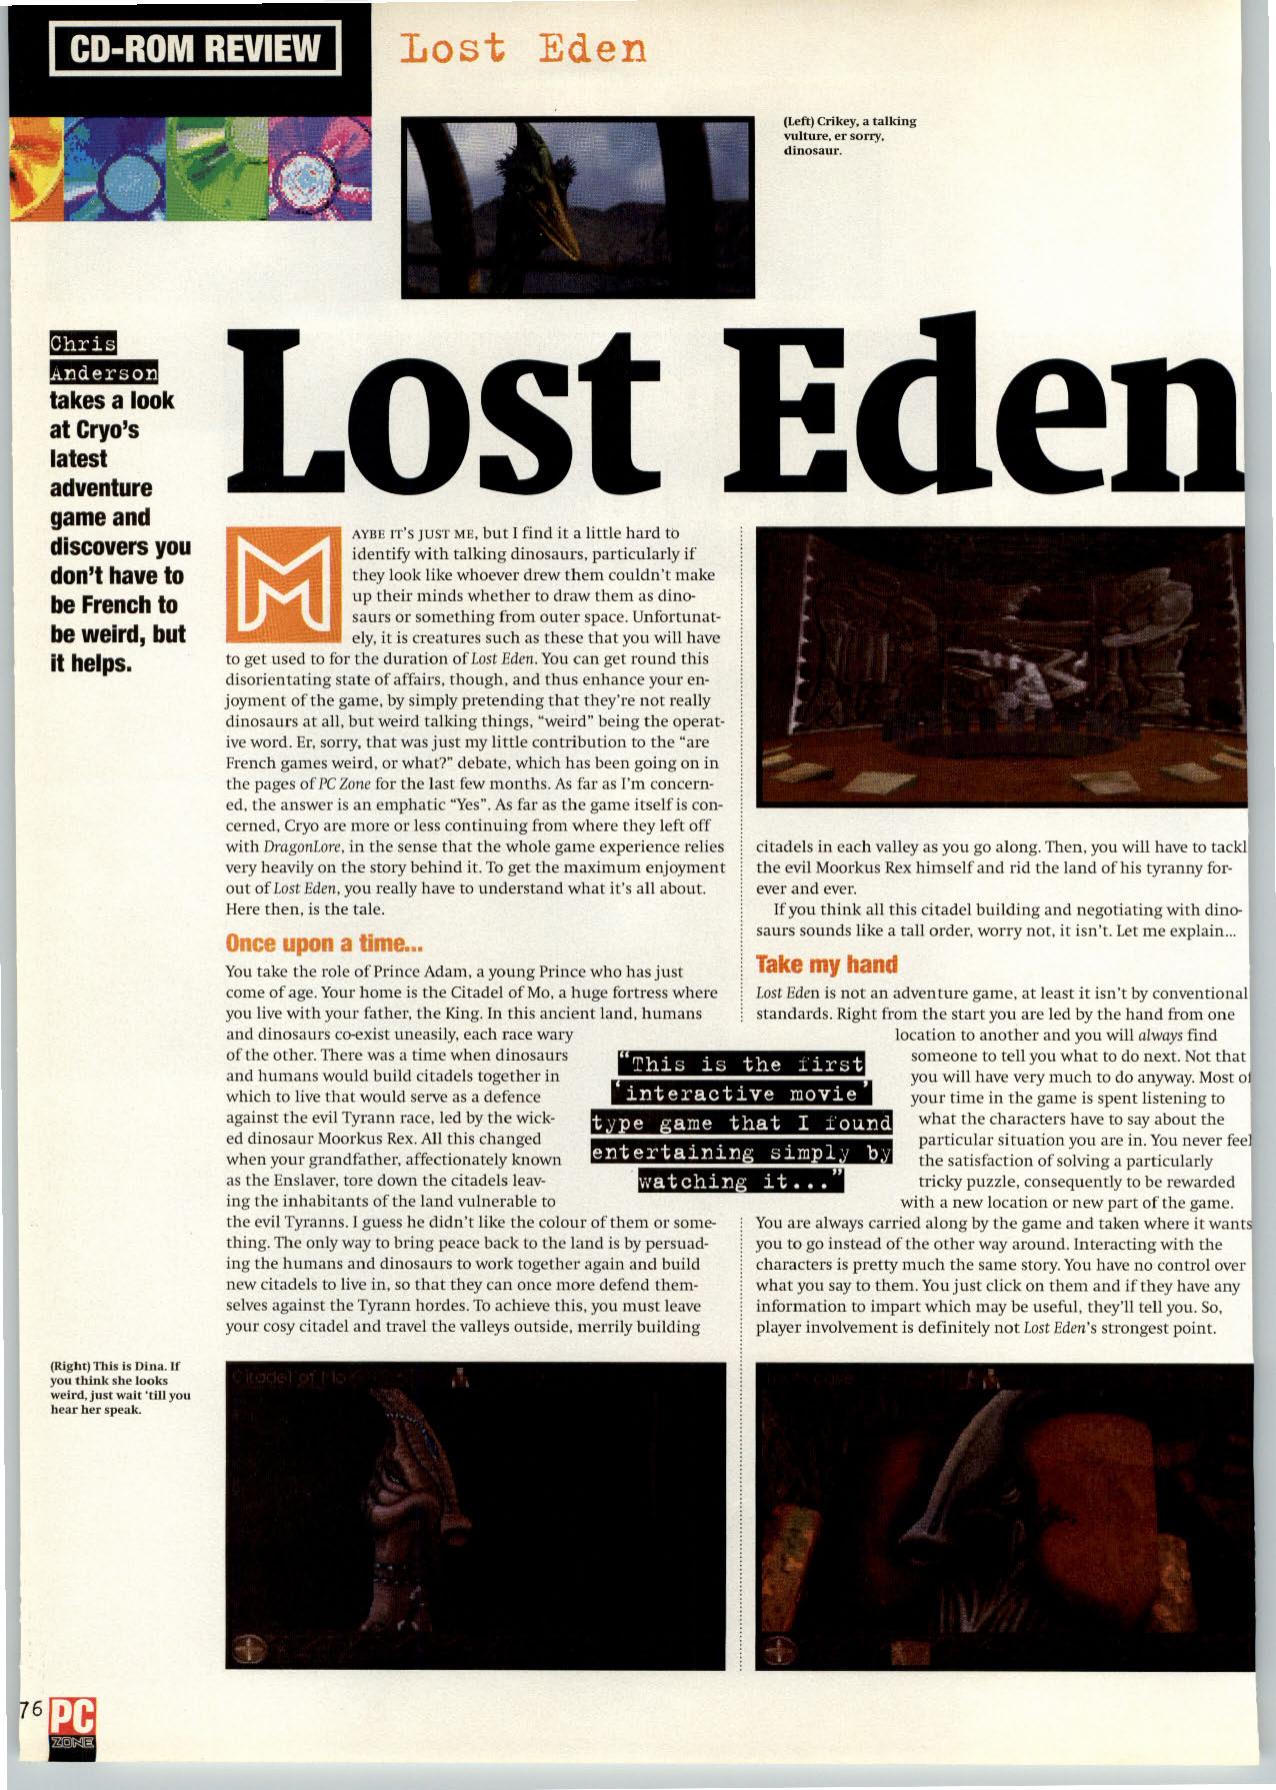 CD-ROM REVIEW
Lost Eden
(Left) Crikey, a talking
vulture, er sorry,
dinosaur.
Chris
Anderson
takes a look
at Cryo's
latest
adventure
game and
discovers you
don't have to
be French to
be weird, but
it helps.
Lost Eden
MAYBE IT'S JUST ME, but I find it a little hard to
identify with talking dinosaurs, particularly if
they look like whoever drew them couldn't make
up their minds whether to draw them as dino-
saurs or something from outer space. Unfortunat-
ely, it is creatures such as these that you will have
to get used to for the duration of Lost Eden. You can get round this
disorientating state of affairs, though, and thus enhance your en-
joyment of the game, by simply pretending that they're not really
dinosaurs at all, but weird talking things, "weird" being the operat-
ive word. Er, sorry, that was just my little contribution to the "are
French games weird, or what?" debate, which has been going on in
the pages of PC Zone for the last few months. As far as I'm concern-
ed, the answer is an emphatic "Yes". As far as the game itself is con-
cerned, Cryo are more or less continuing from where they left off
with DragonLore, in the sense that the whole game experience relies
very heavily on the story behind it. To get the maximum enjoyment
out of Lost Eden, you really have to understand what it's all about.
Here then, is the tale.
Once upon a time...
You take the role of Prince Adam, a young Prince who has just
come of age. Your home is the Citadel of Mo, a huge fortress where
you live with your father, the King. In this ancient land, humans
and dinosaurs co-exist uneasily, each race wary
of the other. There was a time when dinosaurs
and humans would build citadels together in
which to live that would serve as a defence
against the evil Tyrann race, led by the wick-
ed dinosaur Moorkus Rex. All this changed
when your grandfather, affectionately known
as the Enslaver, tore down the citadels leav-
ing the inhabitants of the land vulnerable to
the evil Tyranns. I guess he didn't like the colour of them or some-
thing. The only way to bring peace back to the land is by persuad-
ing the humans and dinosaurs to work together again and build
new citadels to live in, so that they can once more defend them-
selves against the Tyrann hordes. To achieve this, you must leave
your cosy citadel and travel the valleys outside, merrily building
citadels in each valley as you go along. Then, you will have to tackl
the evil Moorkus Rex himself and rid the land of his tyranny for-
ever and ever.
If you think all this citadel building and negotiating with dino-
saurs sounds like a tall order, worry not, it isn't. Let me explain...
Take my hand
Lost Eden is not an adventure game, at least it isn't by conventional
standards. Right from the start you are led by the hand from one
location to another and you will always find
someone to tell you what to do next. Not that
you will have very much to do anyway. Most of
your time in the game is spent listening to
what the characters have to say about the
particular situation you are in. You never feel
the satisfaction of solving a particularly
tricky puzzle, consequently to be rewarded
with a new location or new part of the game.
You are always carried along by the game and taken where it wants
you to go instead of the other way around. Interacting with the
characters is pretty much the same story. You have no control over
what you say to them. You just click on them and if they have any
information to impart which may be useful, they'll tell you. So,
player involvement is definitely not Lost Eden's strongest point.
"This is the first
'interactive movie'
type game that I found
entertaining simply by
watching it..."
(Right) This is Dina. If
you think she looks
weird, just wait 'till you
hear her speak.
Citadel of Mo
76
PC
ZONE